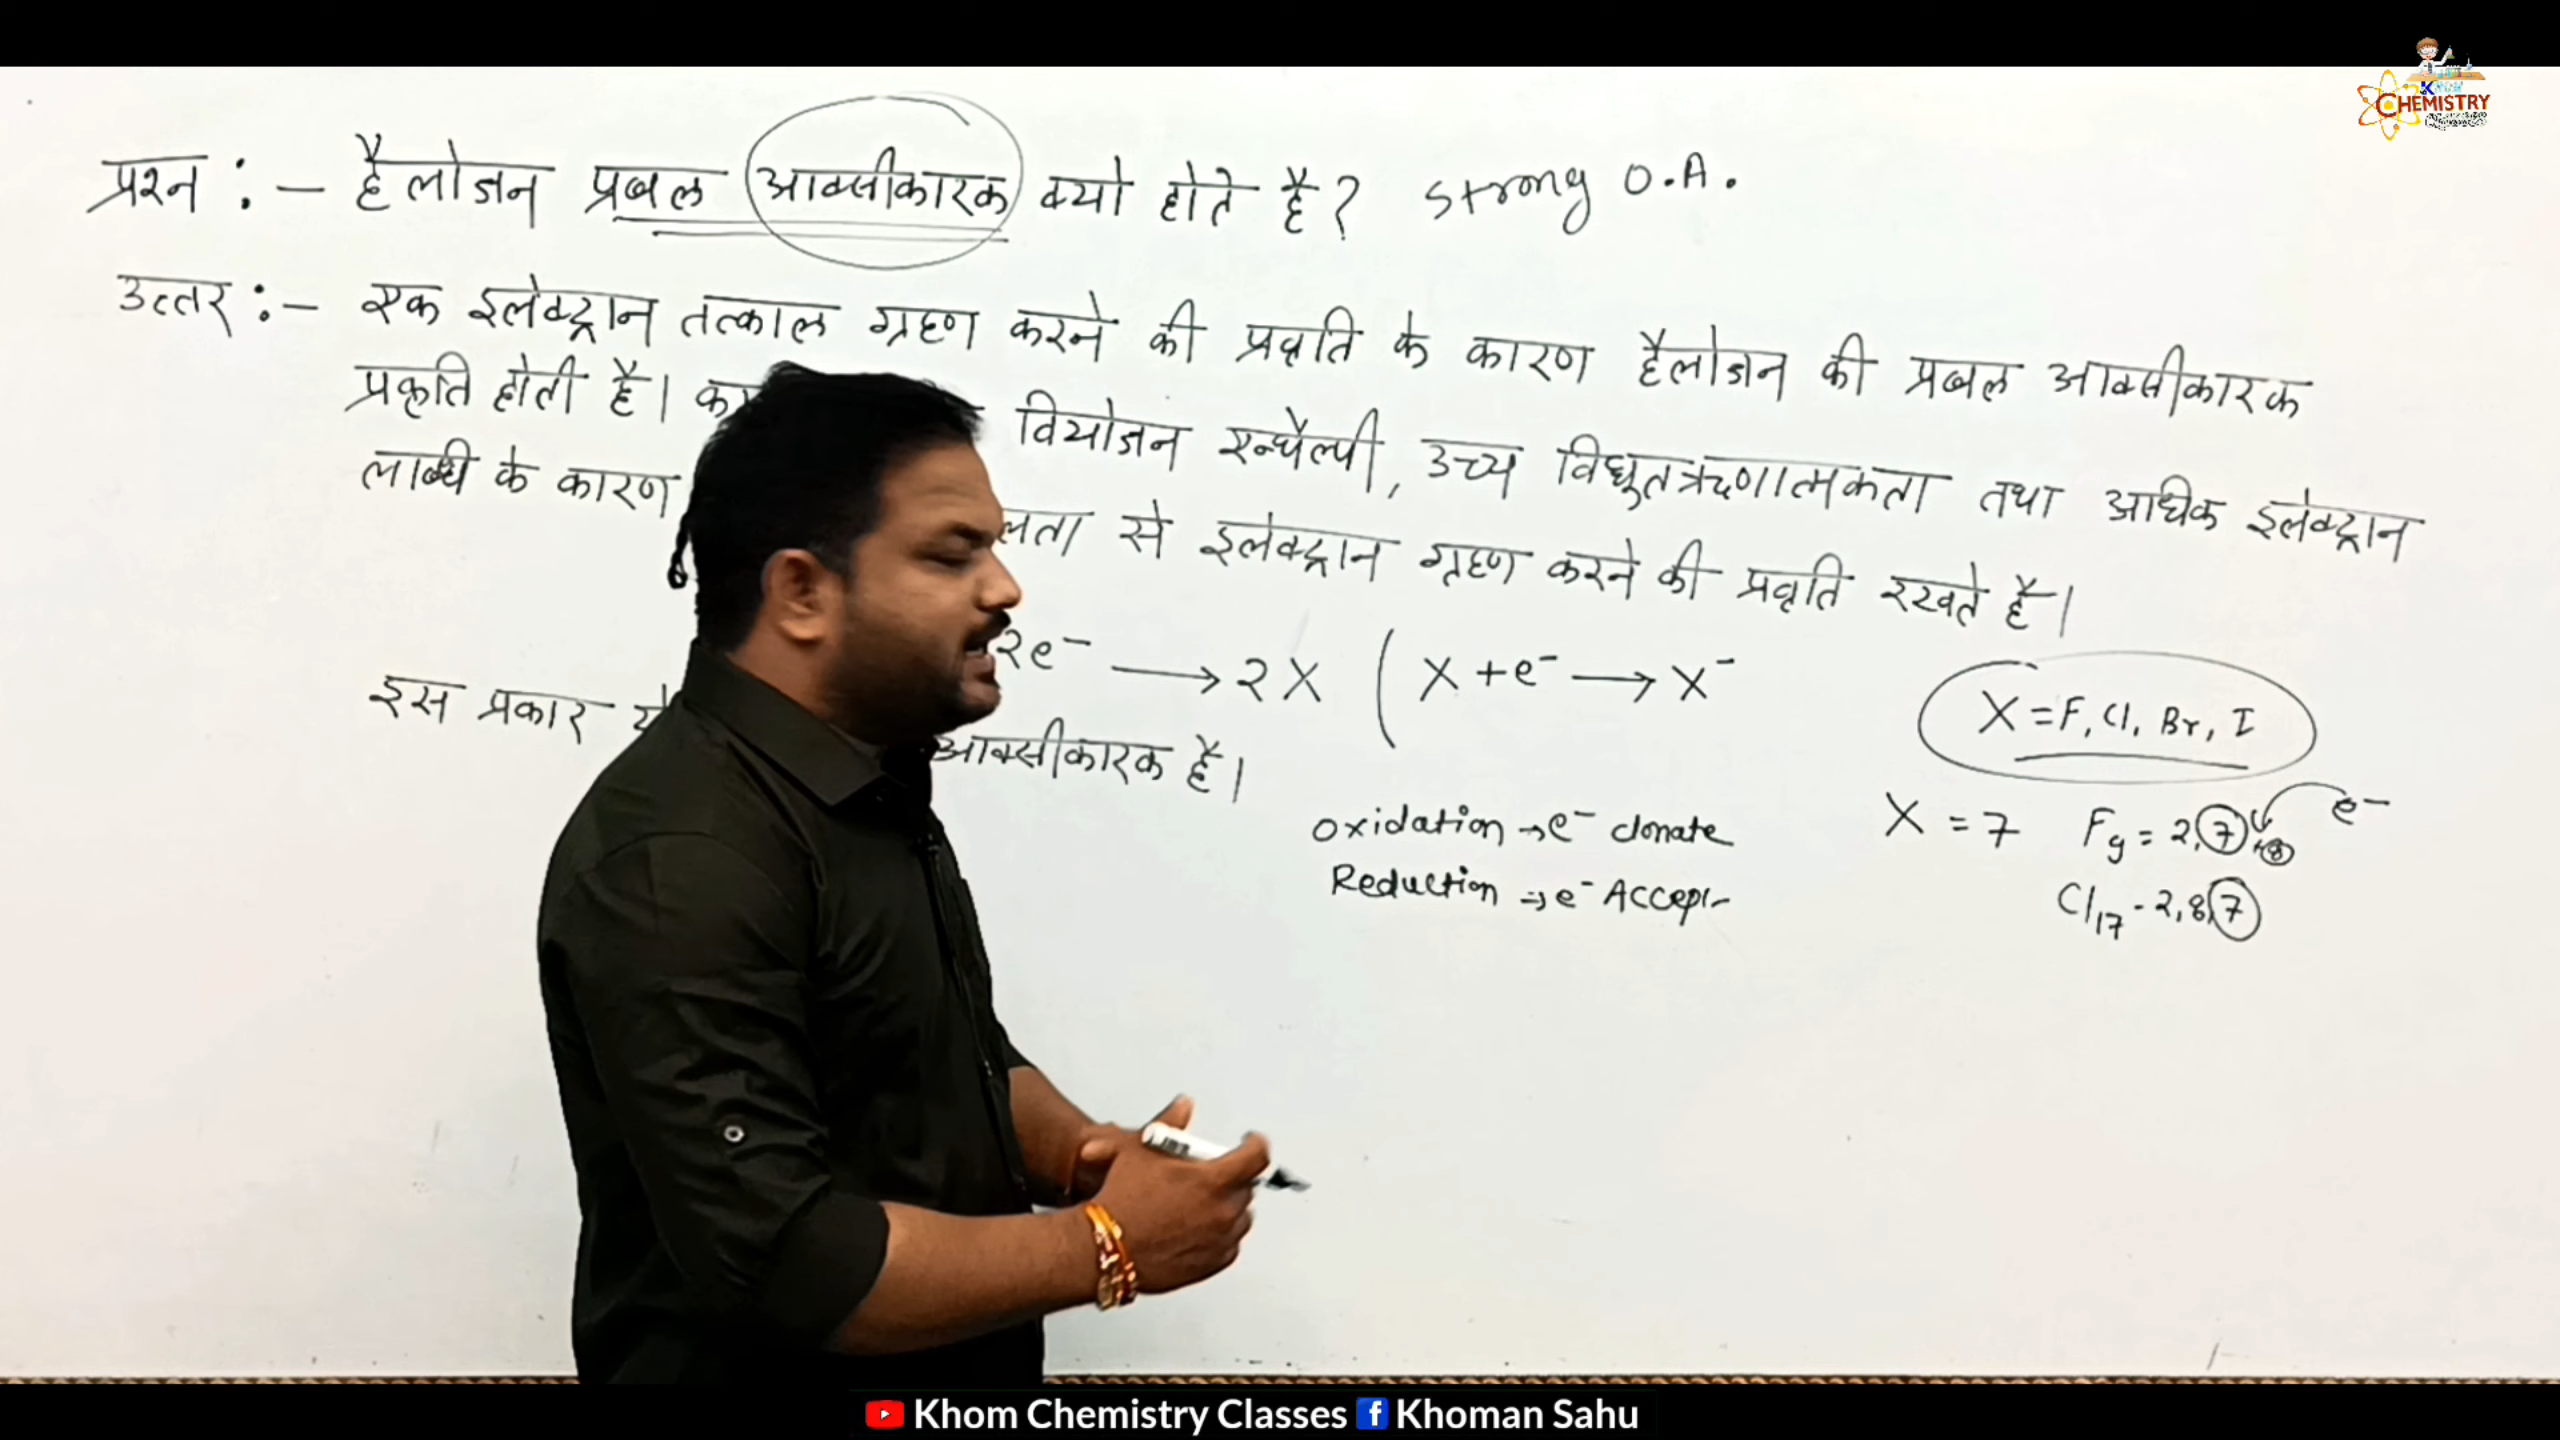 प्रश्न :- हैलोजन प्रबल आक्सीकारक क्यो होते है? Strong O.A.
उत्तर :- एक इलेक्ट्रान तत्काल ग्रहण करने की प्रवृति के कारण हैलोजन की प्रबल आक्सीकारक
प्रकृति होती है। वियोजन एन्थैल्पी, उच्च विद्युतऋणात्मकता तथा अधिक इलेक्ट्रान
लाब्धी के कारण से इलेक्ट्रान ग्रहण करने की प्रवृति रखते है।
2e⁻ ⟶ 2X ( X + e⁻ ⟶ X⁻
X = F, Cl, Br, I
इस प्रकार आक्सीकारक है।
Oxidation → e⁻ donate
Reduction → e⁻ Accept
X = 7 F₉ = 2,7 +8 e⁻
Cl₁₇ - 2,8,7
CHEMISTRY
Khom Chemistry Classes f Khoman Sahu